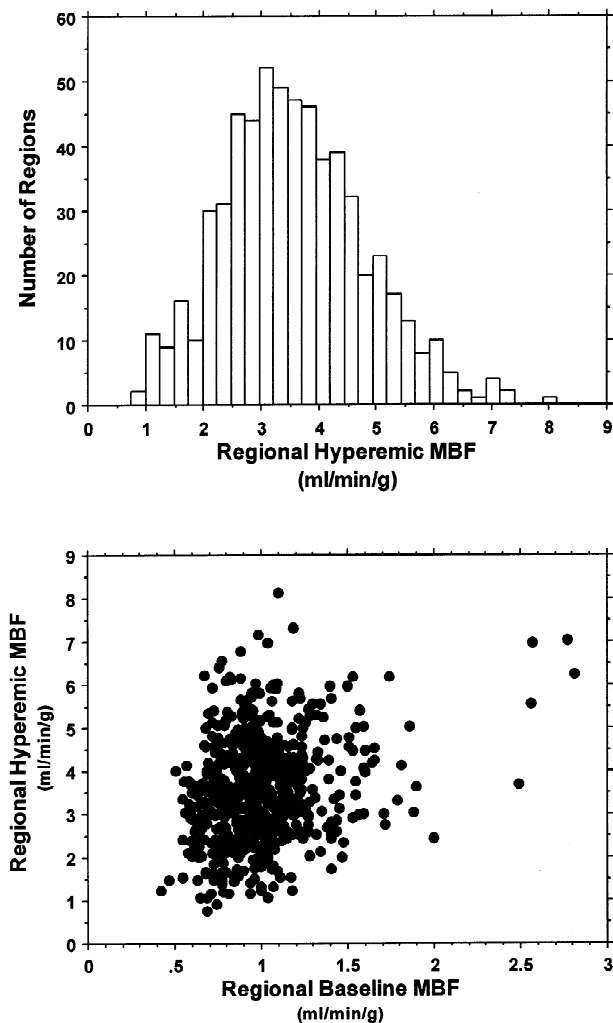 60
50
40
30
20
10
0
Number of Regions
0 1 2 3 4 5 6 7 8 9
Regional Hyperemic MBF
(ml/min/g)
9
8
7
6
5
4
3
2
1
0
Regional Hyperemic MBF
(ml/min/g)
0 .5 1 1.5 2 2.5 3
Regional Baseline MBF
(ml/min/g)